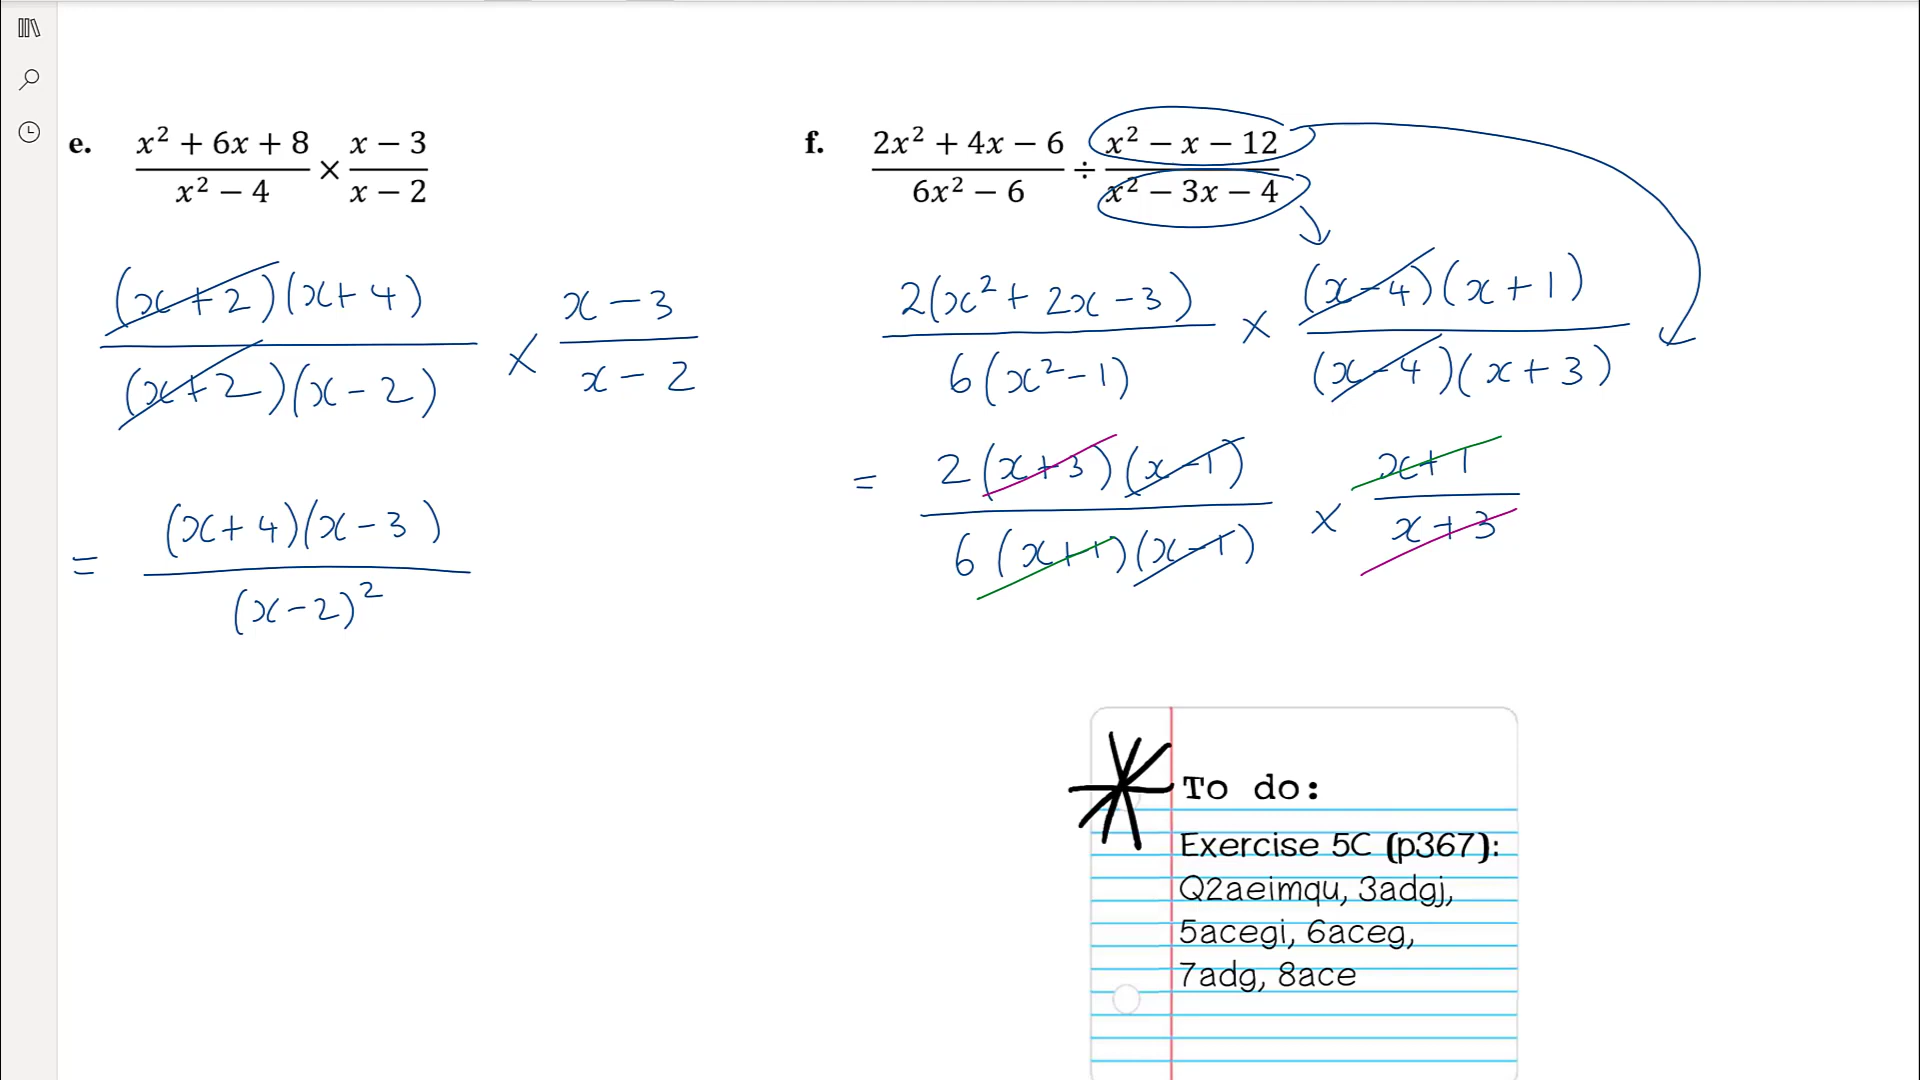 e. (x² + 6x + 8)/(x² − 4) × (x − 3)/(x − 2)
((x+2)(x+4))/((x+2)(x−2)) × (x−3)/(x−2)
= ((x+4)(x−3))/((x−2)²)
f. (2x² + 4x − 6)/(6x² − 6) ÷ (x² − x − 12)/(x² − 3x − 4)
(2(x²+2x−3))/(6(x²−1)) × ((x−4)(x+1))/((x−4)(x+3))
= (2(x+3)(x−1))/(6(x+1)(x−1)) × (x+1)/(x+3)
To do:
Exercise 5C (p367):
Q2aeimqu, 3adgj,
5acegi, 6aceg,
7adg, 8ace